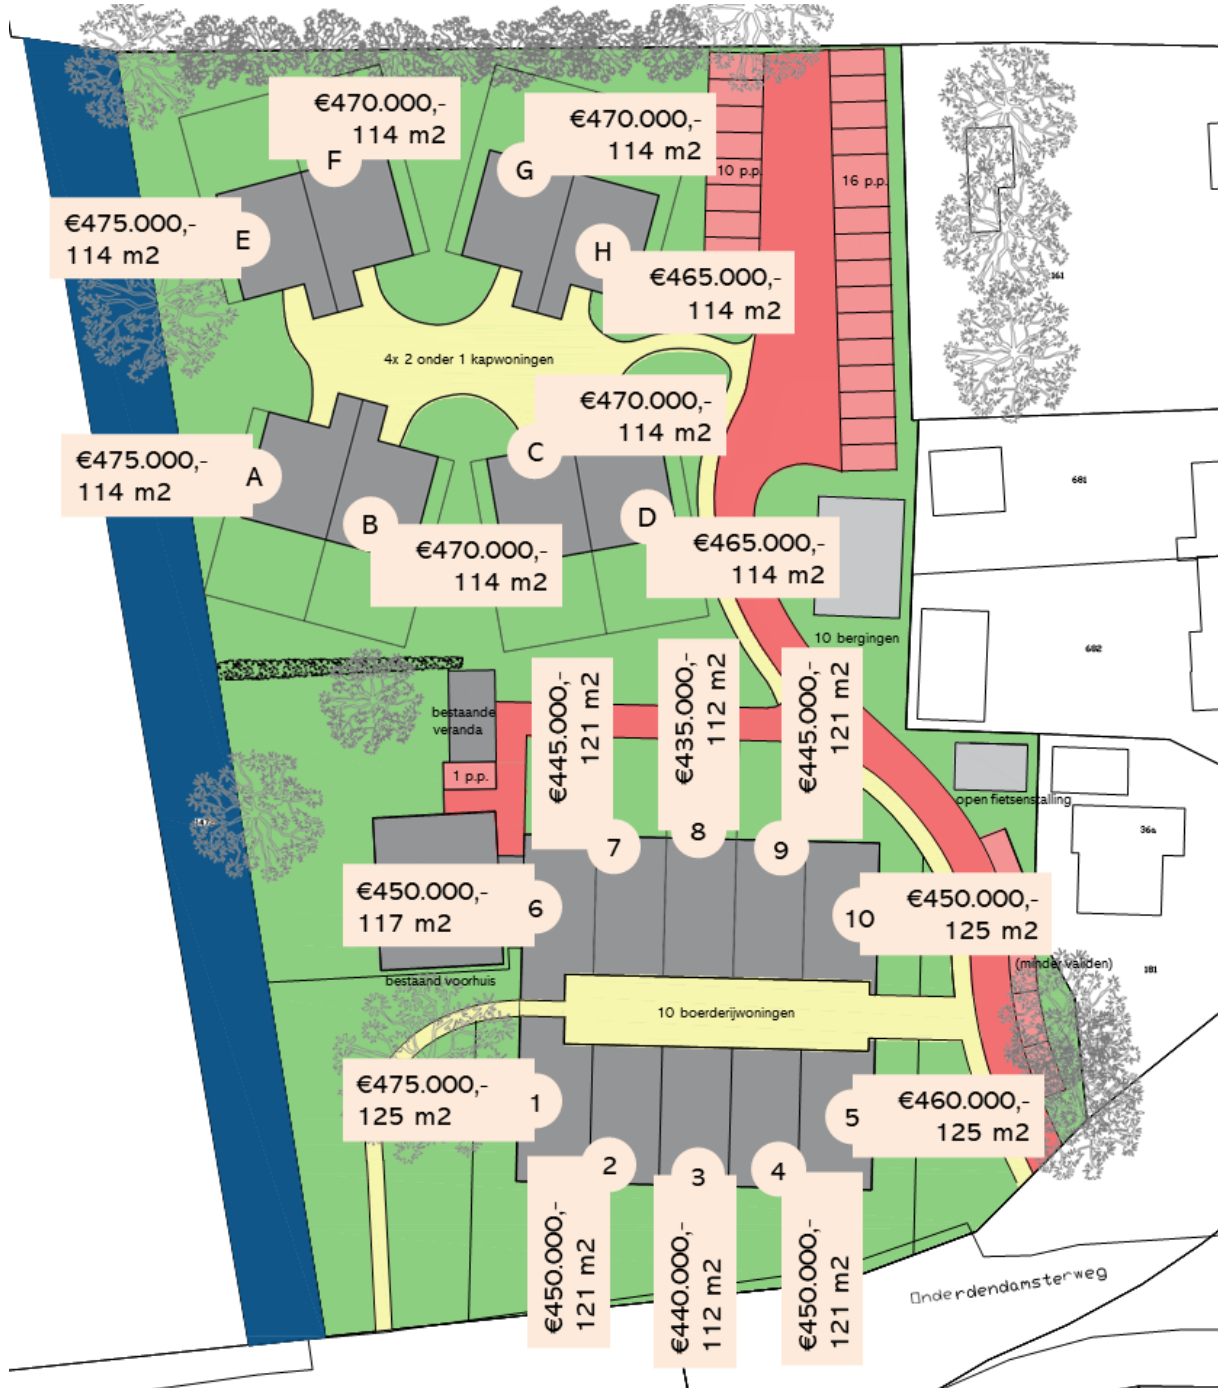 €470.000,-
114 m2
F
€470.000,-
114 m2
G
10 p.p.
16 p.p.
€475.000,-
114 m2
E
H
€465.000,-
114 m2
161
4x 2 onder 1 kapwoningen
€470.000,-
114 m2
C
€475.000,-
114 m2
A
681
B
€470.000,-
114 m2
D
€465.000,-
114 m2
10 bergingen
682
bestaande
veranda
1 p.p.
€445.000,-
121 m2
7
€435.000,-
112 m2
8
€445.000,-
121 m2
9
open fietsenstalling
36a
€450.000,-
117 m2
6
10
€450.000,-
125 m2
(minder validen)
181
bestaand voorhuis
10 boerderijwoningen
€475.000,-
125 m2
1
5
€460.000,-
125 m2
2
€450.000,-
121 m2
3
€440.000,-
112 m2
4
€450.000,-
121 m2
Onderdendamsterweg